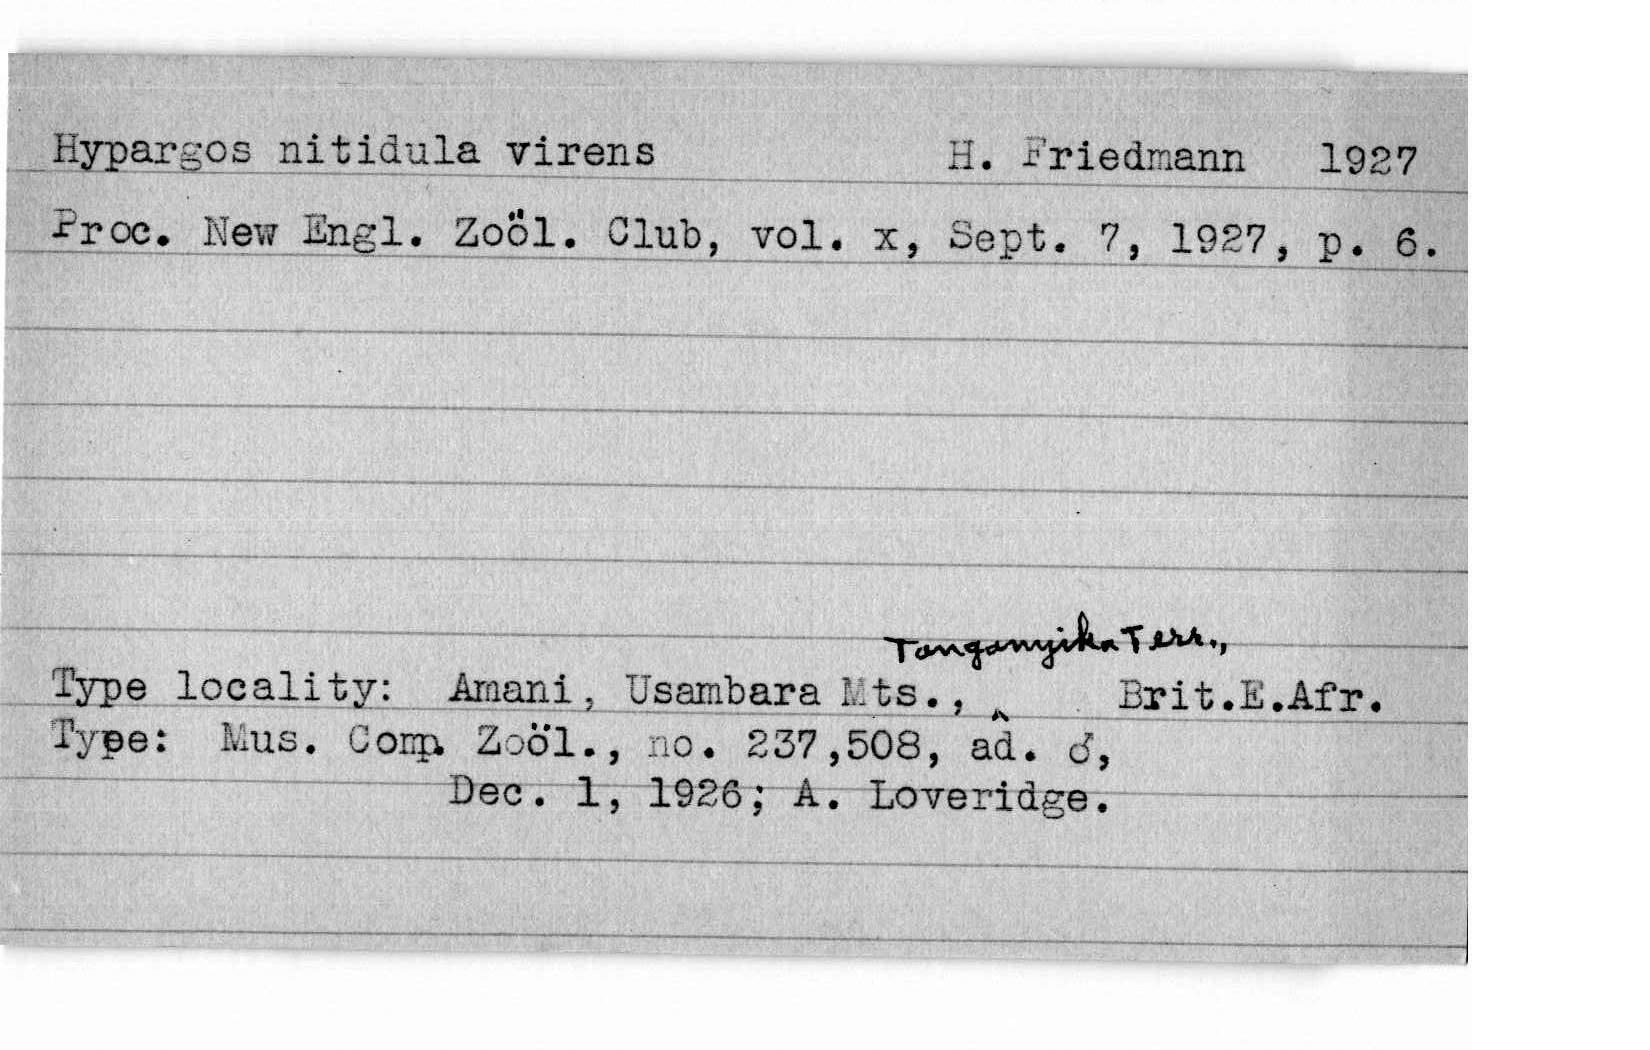 Hypargos nitidula virens H. Friedmann 1927
Proc. New Engl. Zoöl. Club, vol. x, Sept. 7, 1927, p. 6.
Tanganyika Terr.,
Type locality: Amani, Usambara Mts., ‸ Brit.E.Afr.
Type: Mus. Comp. Zoöl., no. 237,508, ad. ♂,
Dec. 1, 1926; A. Loveridge.